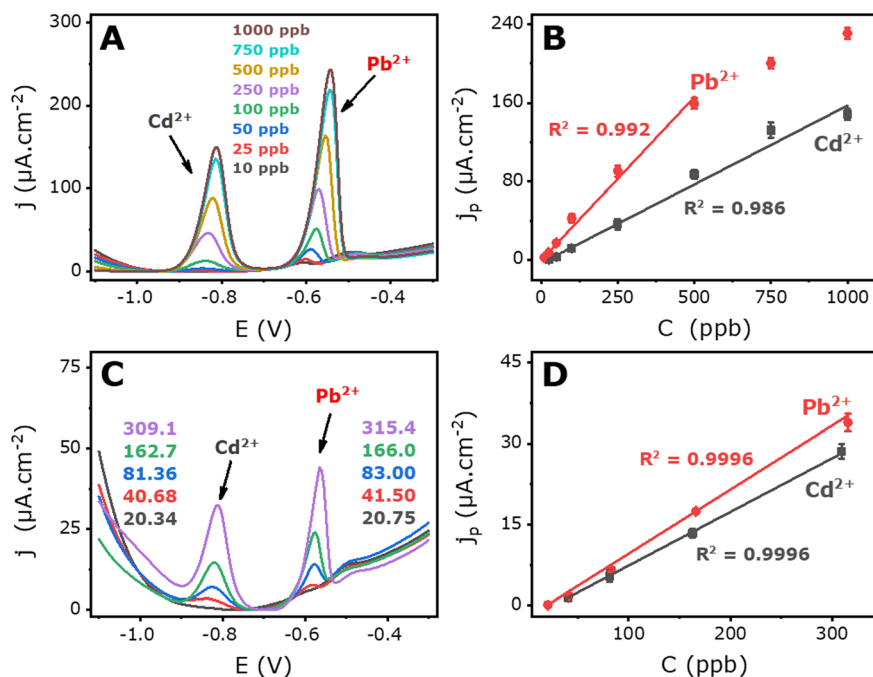 A
300
200
100
0
j (µA.cm⁻²)
1000 ppb
750 ppb
500 ppb
250 ppb
100 ppb
50 ppb
25 ppb
10 ppb
Cd²⁺
Pb²⁺
-1.0
-0.8
-0.6
-0.4
E (V)
B
240
160
80
0
jₚ (µA.cm⁻²)
Pb²⁺
R² = 0.992
Cd²⁺
R² = 0.986
0
250
500
750
1000
C (ppb)
C
75
50
25
0
j (µA.cm⁻²)
309.1
162.7
81.36
40.68
20.34
Cd²⁺
Pb²⁺
315.4
166.0
83.00
41.50
20.75
-1.0
-0.8
-0.6
-0.4
E (V)
D
45
30
15
0
jₚ (µA.cm⁻²)
Pb²⁺
R² = 0.9996
Cd²⁺
R² = 0.9996
100
200
300
C (ppb)